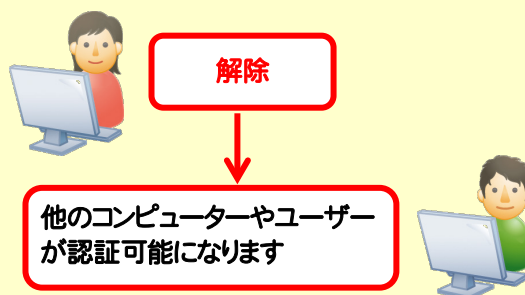 解除
他のコンピューターやユーザー
が認証可能になります